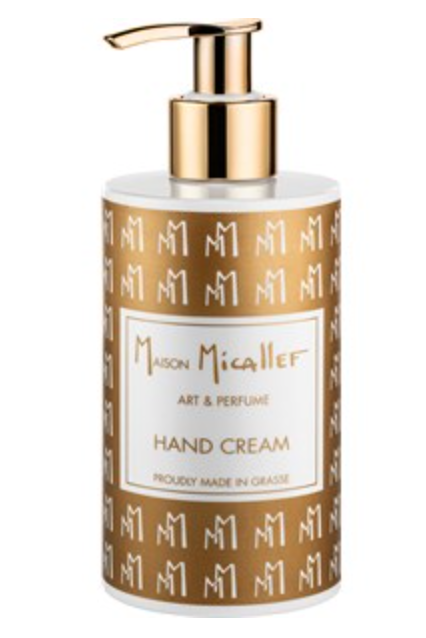 MAISON MICALLEF
ART & PERFUME
HAND CREAM
PROUDLY MADE IN GRASSE